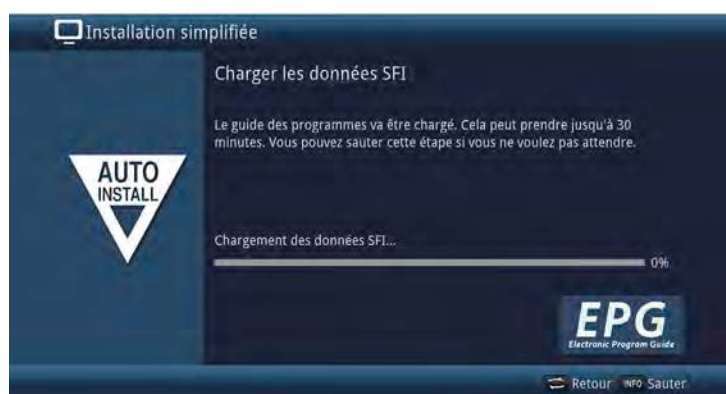 Installation simplifiée
Charger les données SFI
Le guide des programmes va être chargé. Cela peut prendre jusqu'à 30
minutes. Vous pouvez sauter cette étape si vous ne voulez pas attendre.
AUTO
INSTALL
Chargement des données SFI...
0%
EPG
Electronic Program Guide
Retour INFO Sauter